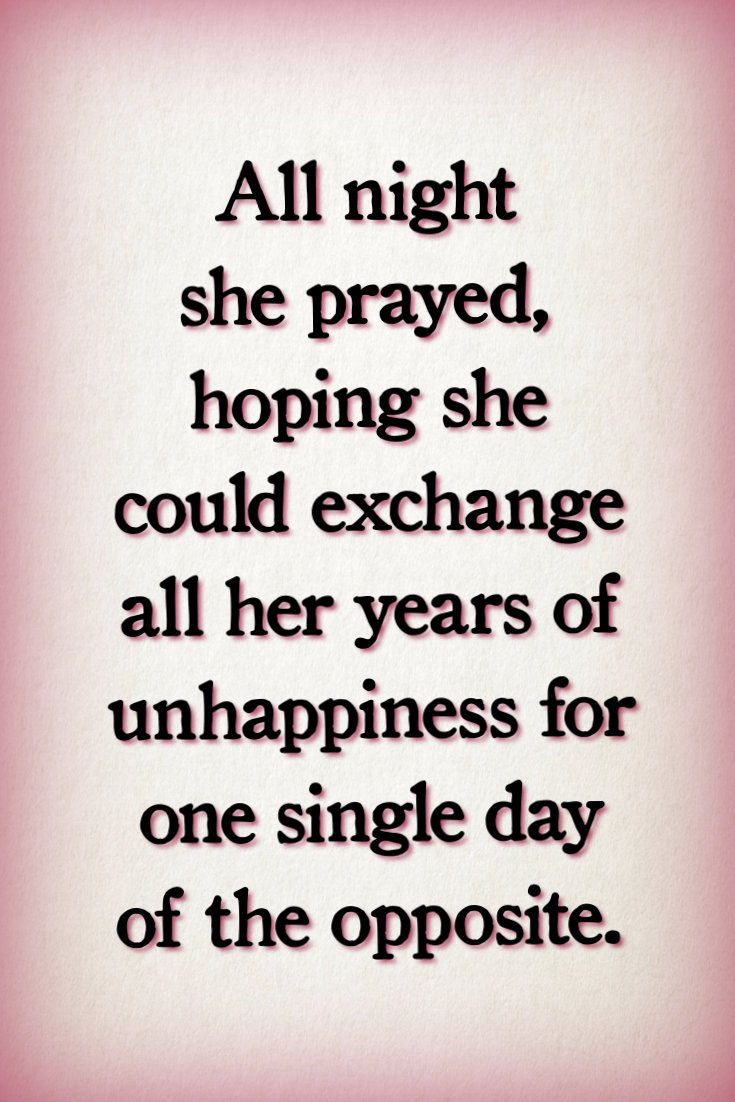 All night
she prayed,
hoping she
could exchange
all her years of
unhappiness for
one single day
of the opposite.